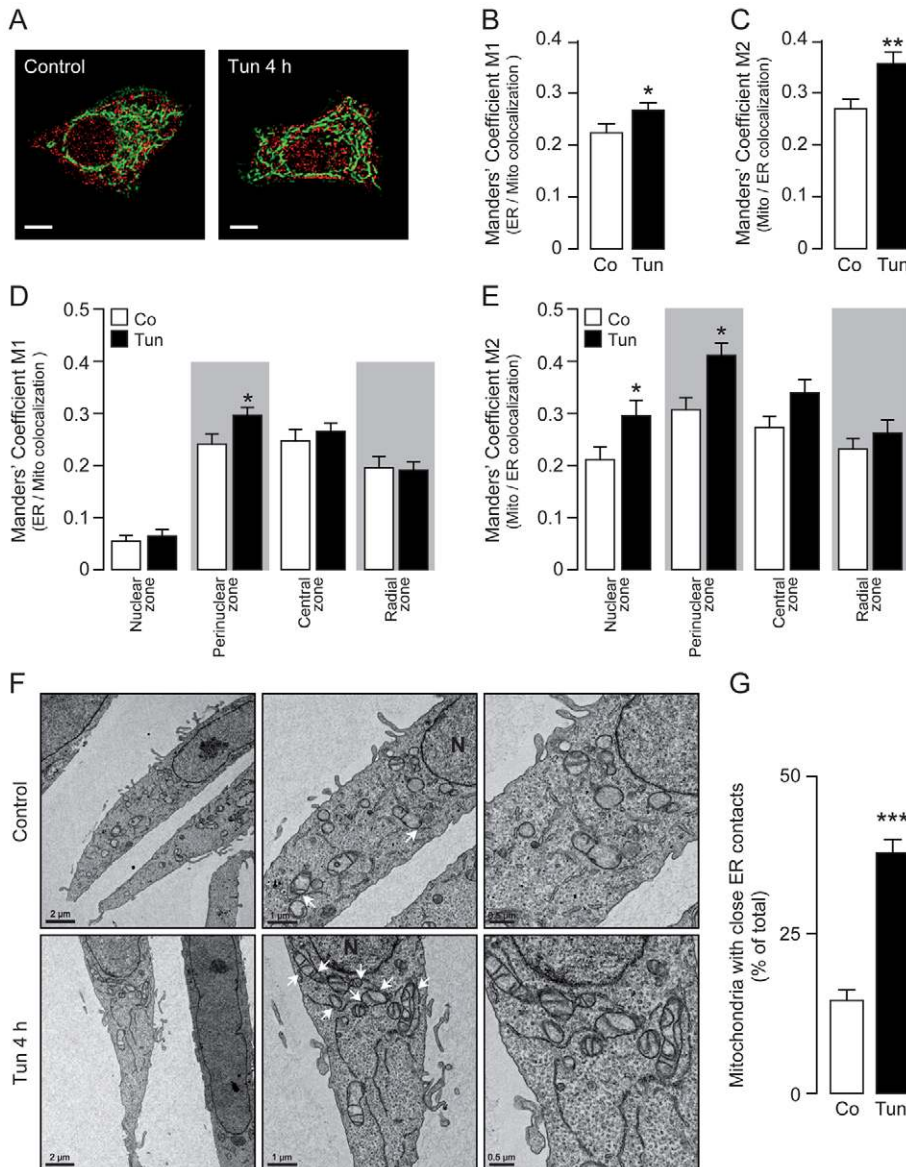 A
Control
Tun 4 h
B
Manders' Coefficient M1
(ER / Mito colocalization )
0.4
0.3
0.2
0.1
0
*
Co
Tun
C
Manders' Coefficient M2
(Mito / ER colocalization)
0.4
0.3
0.2
0.1
0
**
Co
Tun
D
Manders' Coefficient M1
(ER / Mito colocalization )
0.5
0.4
0.3
0.2
0.1
0
Co
Tun
*
Nuclear
zone
Perinuclear
zone
Central
zone
Radial
zone
E
Manders' Coefficient M2
(Mito / ER colocalization)
0.5
0.4
0.3
0.2
0.1
0
Co
Tun
*
*
Nuclear
zone
Perinuclear
zone
Central
zone
Radial
zone
F
Control
2 µm
N
1 µm
0.5 µm
Tun 4 h
2 µm
N
1 µm
0.5 µm
G
Mitochondria with close ER contacts
(% of total)
50
25
0
***
Co
Tun